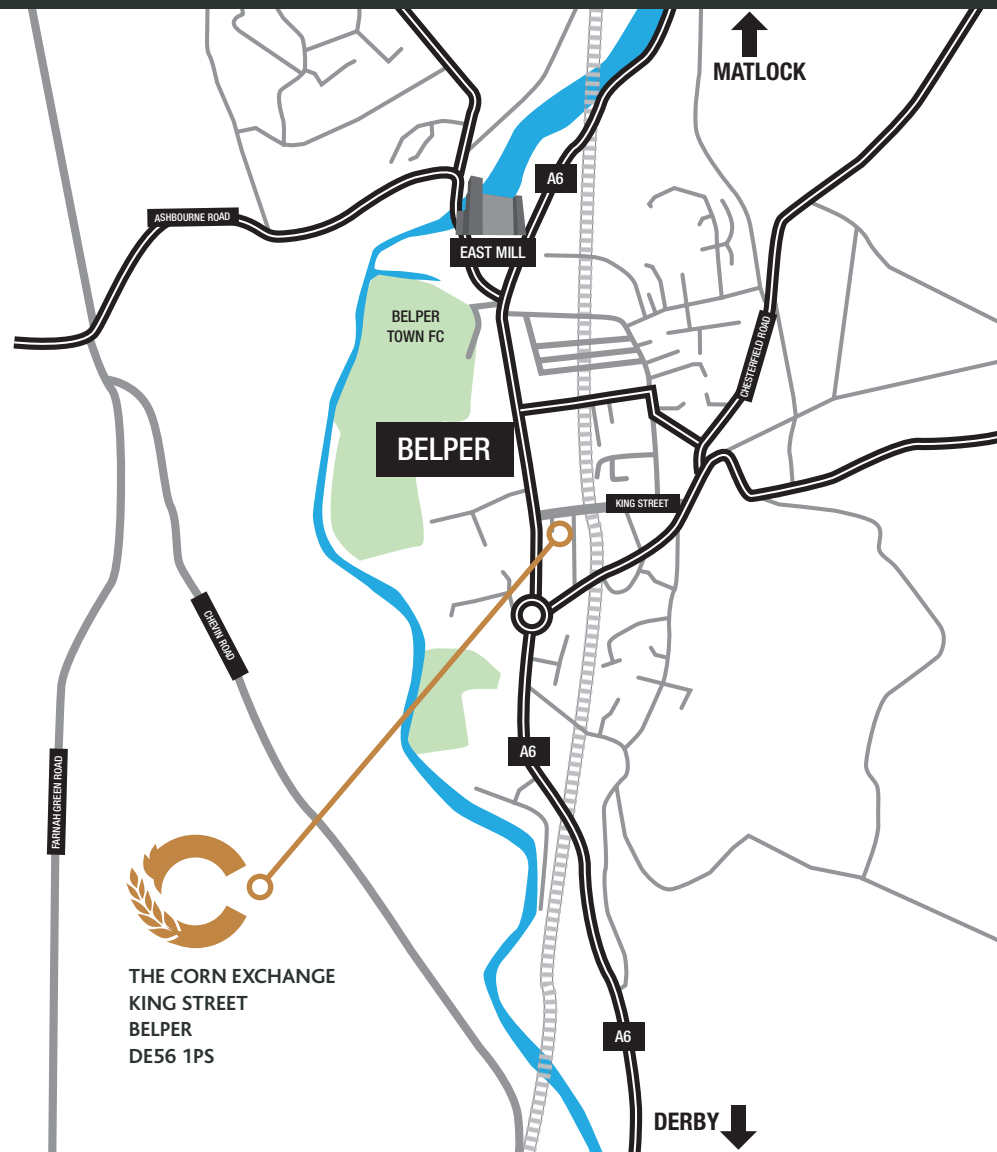 MATLOCK
A6
ASHBOURNE ROAD
EAST MILL
BELPER
TOWN FC
CHESTERFIELD ROAD
BELPER
KING STREET
CHEVIN ROAD
A6
FARNAH GREEN ROAD
THE CORN EXCHANGE
KING STREET
BELPER
DE56 1PS
A6
DERBY